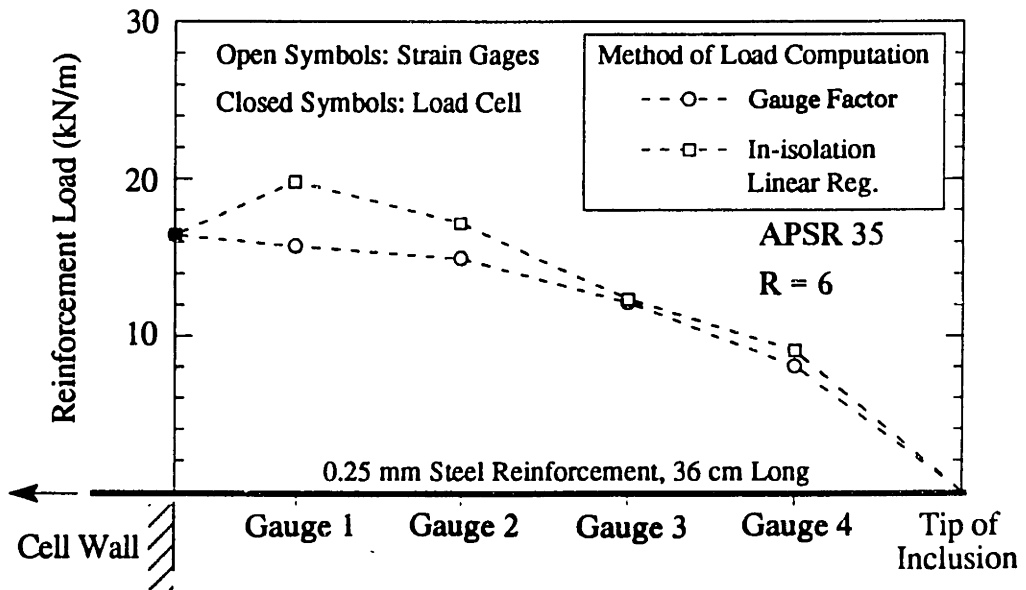 30
Open Symbols: Strain Gages
Closed Symbols: Load Cell
Method of Load Computation
Gauge Factor
In-isolation
Linear Reg.
APSR 35
R = 6
20
10
Reinforcement Load (kN/m)
0.25 mm Steel Reinforcement, 36 cm Long
Cell Wall
Gauge 1
Gauge 2
Gauge 3
Gauge 4
Tip of
Inclusion